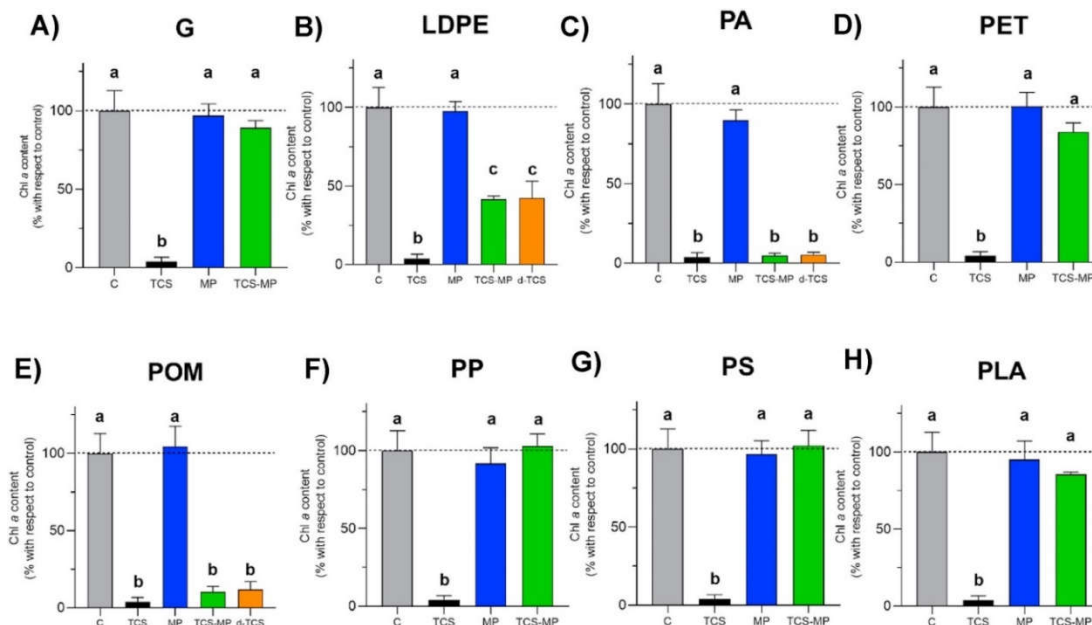 A)
G
a
a
a
100
Chl a content
(% with respect to control)
50
b
0
C
TCS
MP
TCS-MP
B)
LDPE
a
a
100
Chl a content
(% with respect to control)
50
c
c
b
0
C
TCS
MP
TCS-MP
d-TCS
C)
PA
a
a
100
Chl a content
(% with respect to control)
50
b
b
b
0
C
TCS
MP
TCS-MP
d-TCS
D)
PET
a
a
a
100
Chl a content
(% with respect to control)
50
b
0
C
TCS
MP
TCS-MP
E)
POM
a
a
100
Chl a content
(% with respect to control)
50
b
b
b
0
C
TCS
MP
TCS-MP
d-TCS
F)
PP
a
a
a
100
Chl a content
(% with respect to control)
50
b
0
C
TCS
MP
TCS-MP
G)
PS
a
a
a
100
Chl a content
(% with respect to control)
50
b
0
C
TCS
MP
TCS-MP
H)
PLA
a
a
a
100
Chl a content
(% with respect to control)
50
b
0
C
TCS
MP
TCS-MP